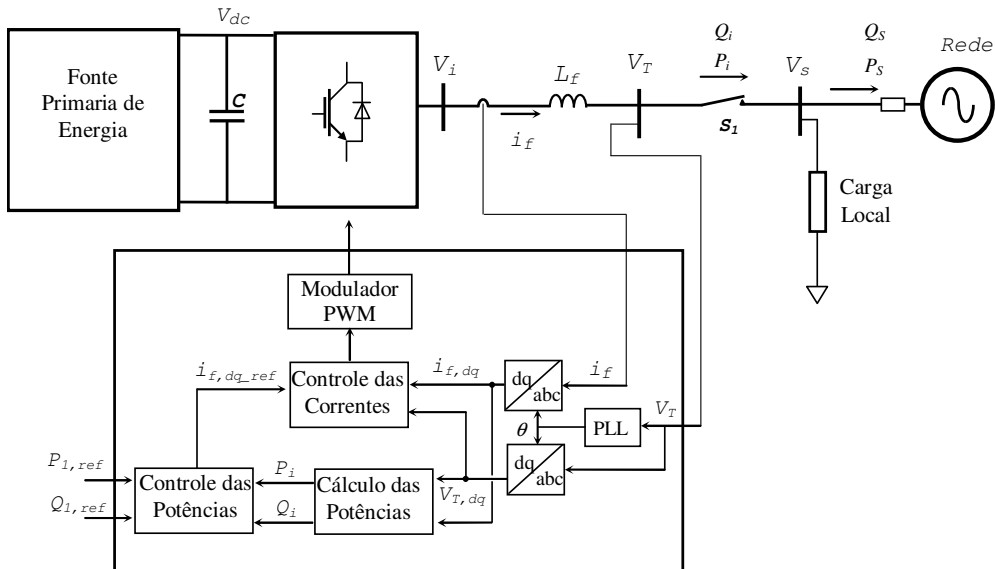 V_dc
Q_i
Q_S
Rede
P_i
P_S
V_i
L_f
V_T
V_s
Fonte
Primaria de
Energia
C
i_f
S_1
Carga
Local
Modulador
PWM
i_f,dq_ref
Controle das
Correntes
i_f,dq
dq
abc
i_f
θ
PLL
V_T
dq
abc
P_1,ref
Q_1,ref
Controle das
Potências
P_i
Q_i
Cálculo das
Potências
V_T,dq